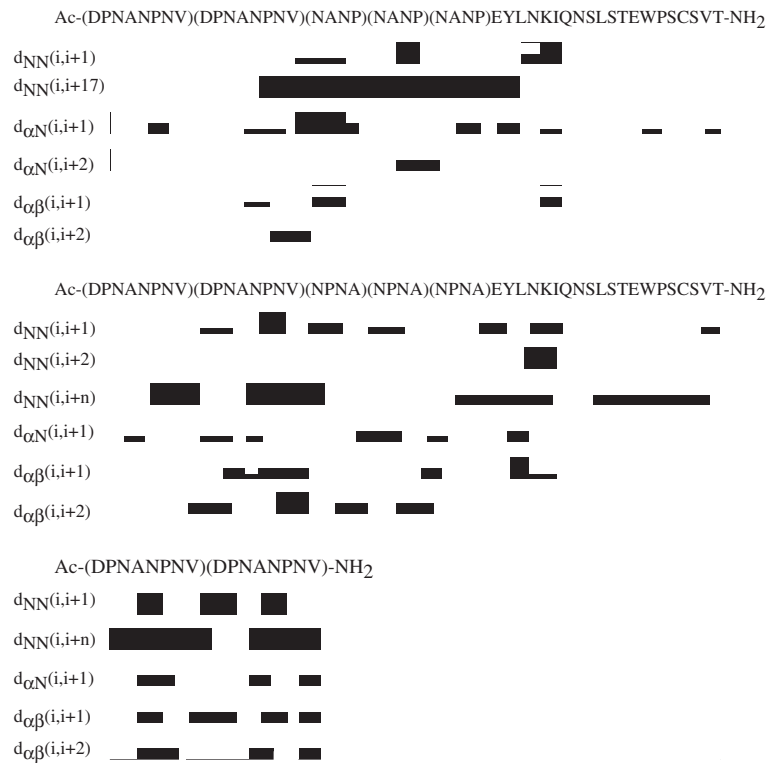 Ac-(DPNANPNV)(DPNANPNV)(NANP)(NANP)(NANP)EYLNKIQNSLSTEWPSCSVT-NH2
dNN(i,i+1)
dNN(i,i+17)
dαN(i,i+1)
dαN(i,i+2)
dαβ(i,i+1)
dαβ(i,i+2)
Ac-(DPNANPNV)(DPNANPNV)(NPNA)(NPNA)(NPNA)EYLNKIQNSLSTEWPSCSVT-NH2
dNN(i,i+1)
dNN(i,i+2)
dNN(i,i+n)
dαN(i,i+1)
dαβ(i,i+1)
dαβ(i,i+2)
Ac-(DPNANPNV)(DPNANPNV)-NH2
dNN(i,i+1)
dNN(i,i+n)
dαN(i,i+1)
dαβ(i,i+1)
dαβ(i,i+2)